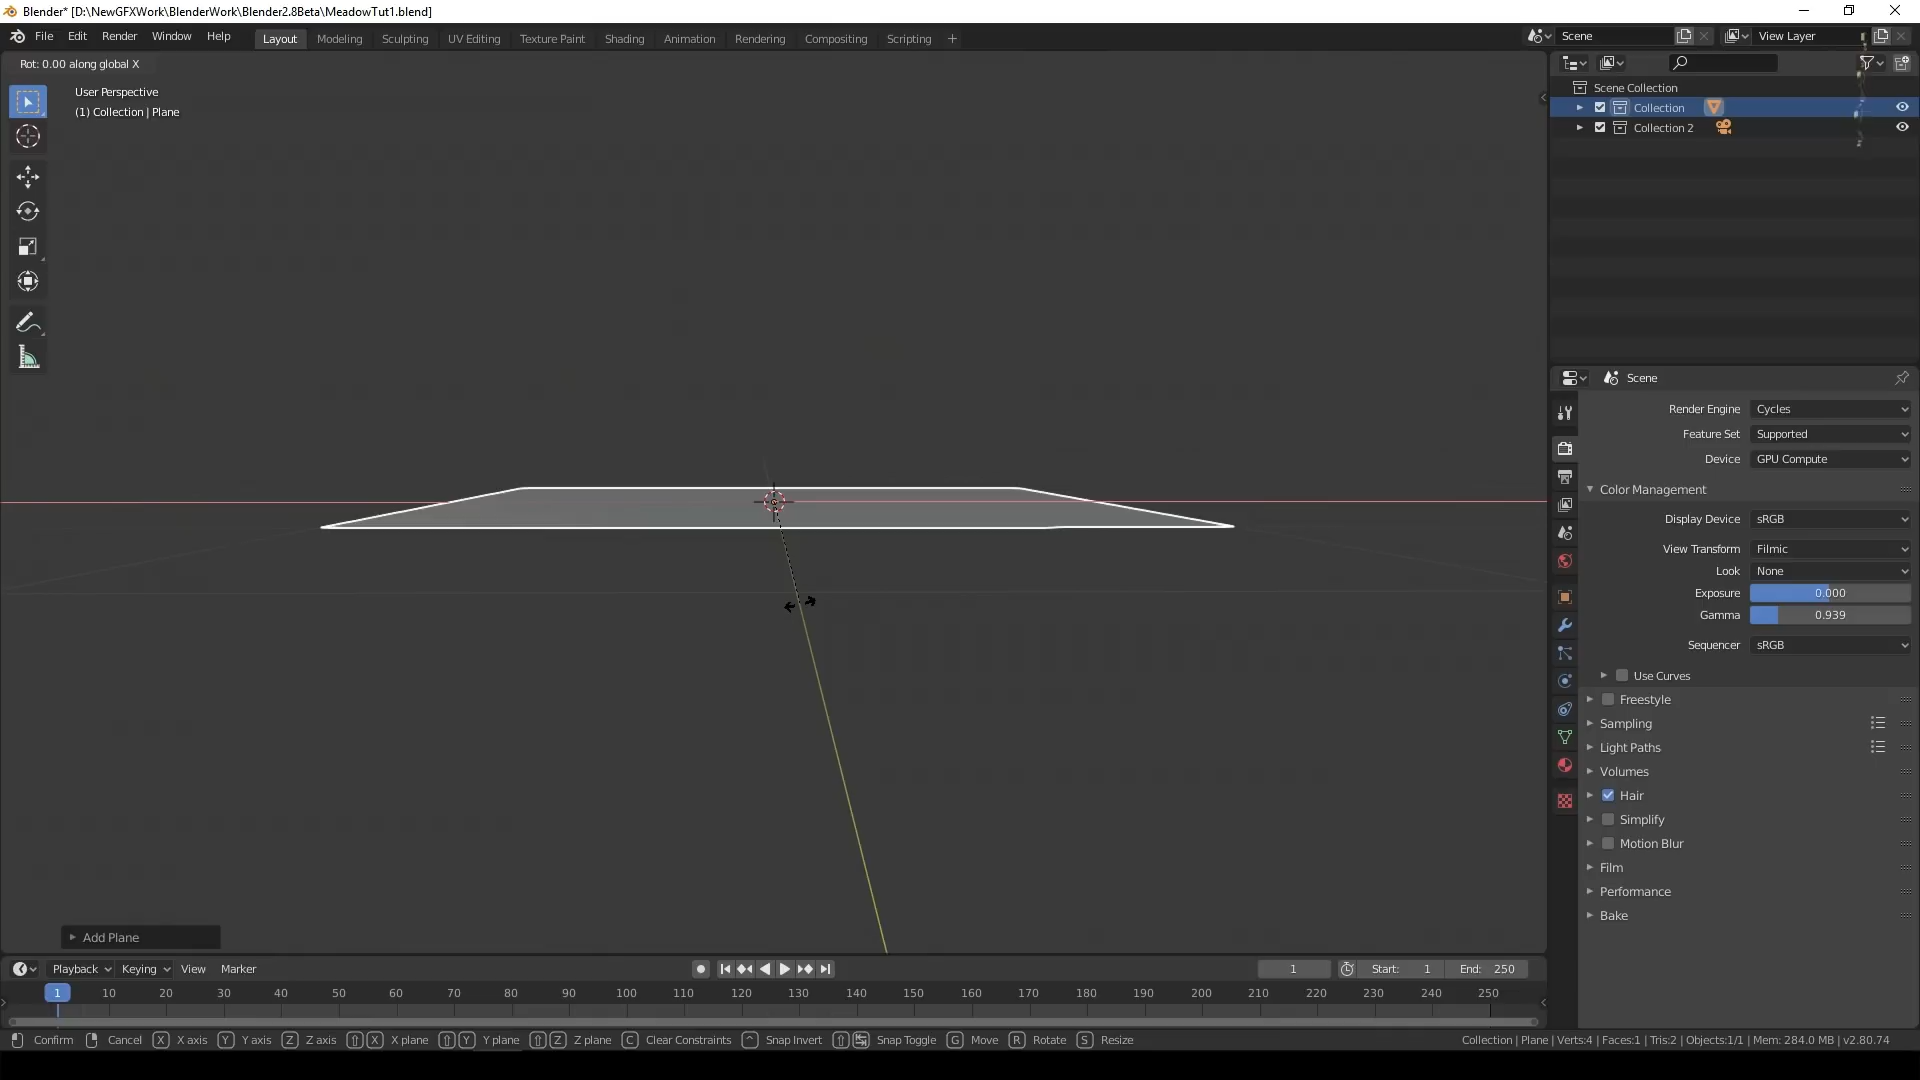 Blender* [D:\NewGFXWork\BlenderWork\Blender2.8Beta\MeadowTut1.blend]
File Edit Render Window Help Layout Modeling Sculpting UV Editing Texture Paint Shading Animation Rendering Compositing Scripting + Scene View Layer
Rot: 0.00 along global X
User Perspective
(1) Collection | Plane
Scene Collection
Collection
Collection 2
Scene
Render Engine Cycles
Feature Set Supported
Device GPU Compute
Color Management
Display Device sRGB
View Transform Filmic
Look None
Exposure 0.000
Gamma 0.939
Sequencer sRGB
Use Curves
Freestyle
Sampling
Light Paths
Volumes
Hair
Simplify
Motion Blur
Film
Performance
Bake
Add Plane
Playback Keying View Marker 1 Start: 1 End: 250
1 10 20 30 40 50 60 70 80 90 100 110 120 130 140 150 160 170 180 190 200 210 220 230 240 250
Confirm Cancel X X axis Y Y axis Z Z axis X X plane Y Y plane Z Z plane C Clear Constraints ^ Snap Invert Snap Toggle G Move R Rotate S Resize Collection | Plane | Verts:4 | Faces:1 | Tris:2 | Objects:1/1 | Mem: 284.0 MB | v2.80.74